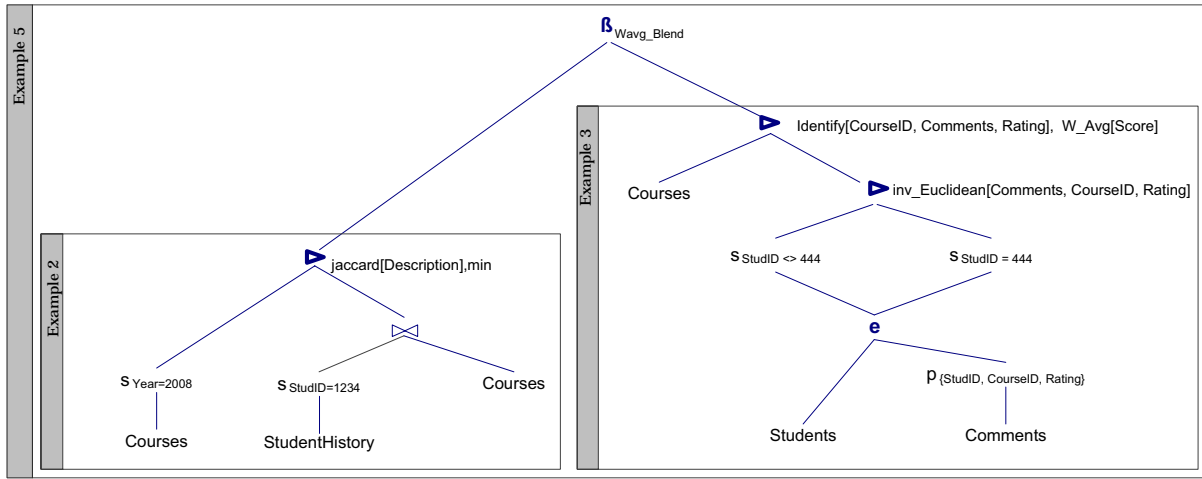 Example 5
ß Wavg_Blend
Example 3
Identify[CourseID, Comments, Rating], W_Avg[Score]
Courses
inv_Euclidean[Comments, CourseID, Rating]
s StudID <> 444
s StudID = 444
e
p {StudID, CourseID, Rating}
Students
Comments
Example 2
jaccard[Description],min
s Year=2008
s StudID=1234
Courses
Courses
StudentHistory